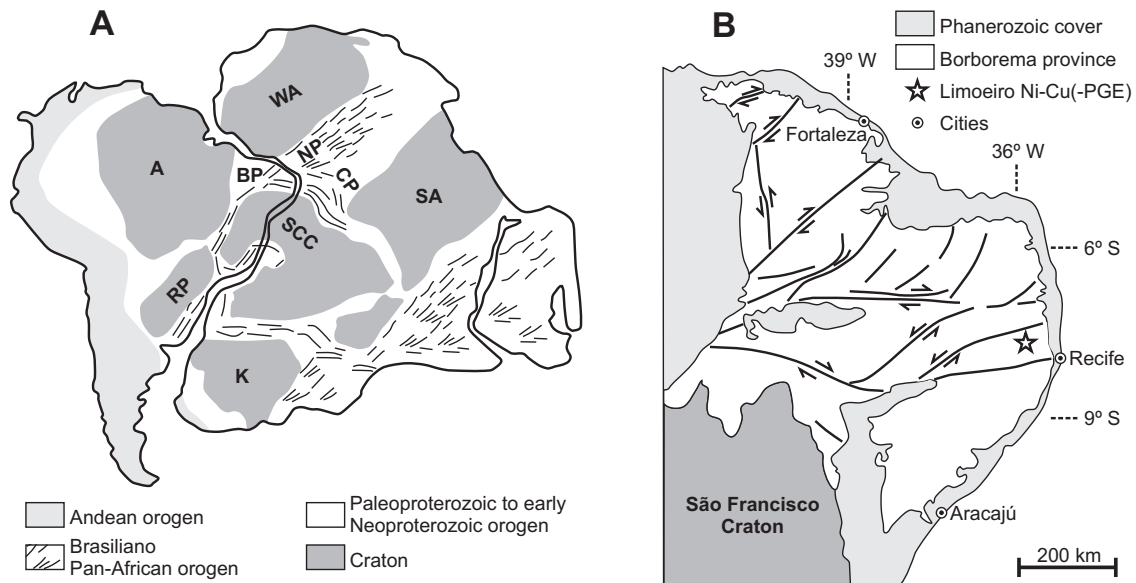 A
WA
NP
A
BP
CP
SA
SCC
RP
K
Andean orogen
Brasiliano
Pan-African orogen
Paleoproterozoic to early
Neoproterozoic orogen
Craton
B
Phanerozoic cover
Borborema province
Limoeiro Ni-Cu(-PGE)
Cities
39º W
Fortaleza
36º W
6º S
Recife
9º S
São Francisco
Craton
Aracajú
200 km